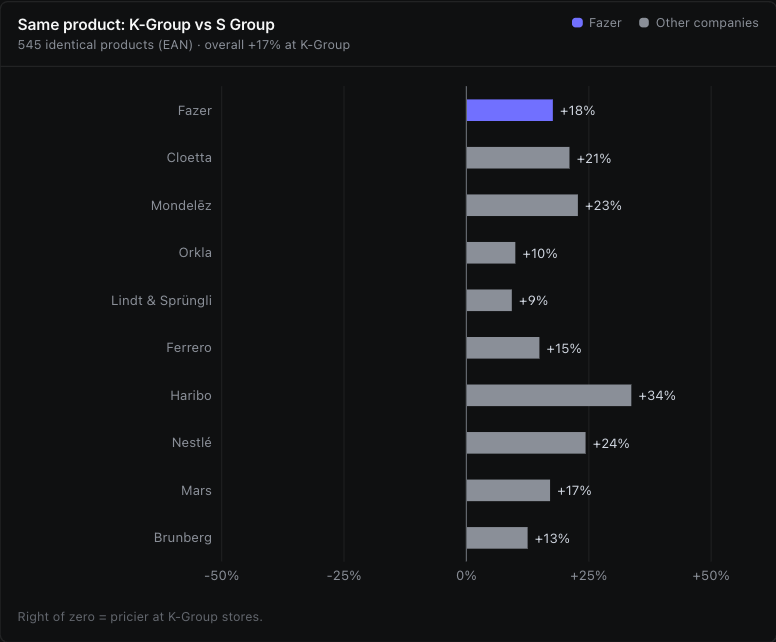 Same product: K-Group vs S Group
Fazer
Other companies
545 identical products (EAN) · overall +17% at K-Group
Fazer +18%
Cloetta +21%
Mondelēz +23%
Orkla +10%
Lindt & Sprüngli +9%
Ferrero +15%
Haribo +34%
Nestlé +24%
Mars +17%
Brunberg +13%
-50% -25% 0% +25% +50%
Right of zero = pricier at K-Group stores.